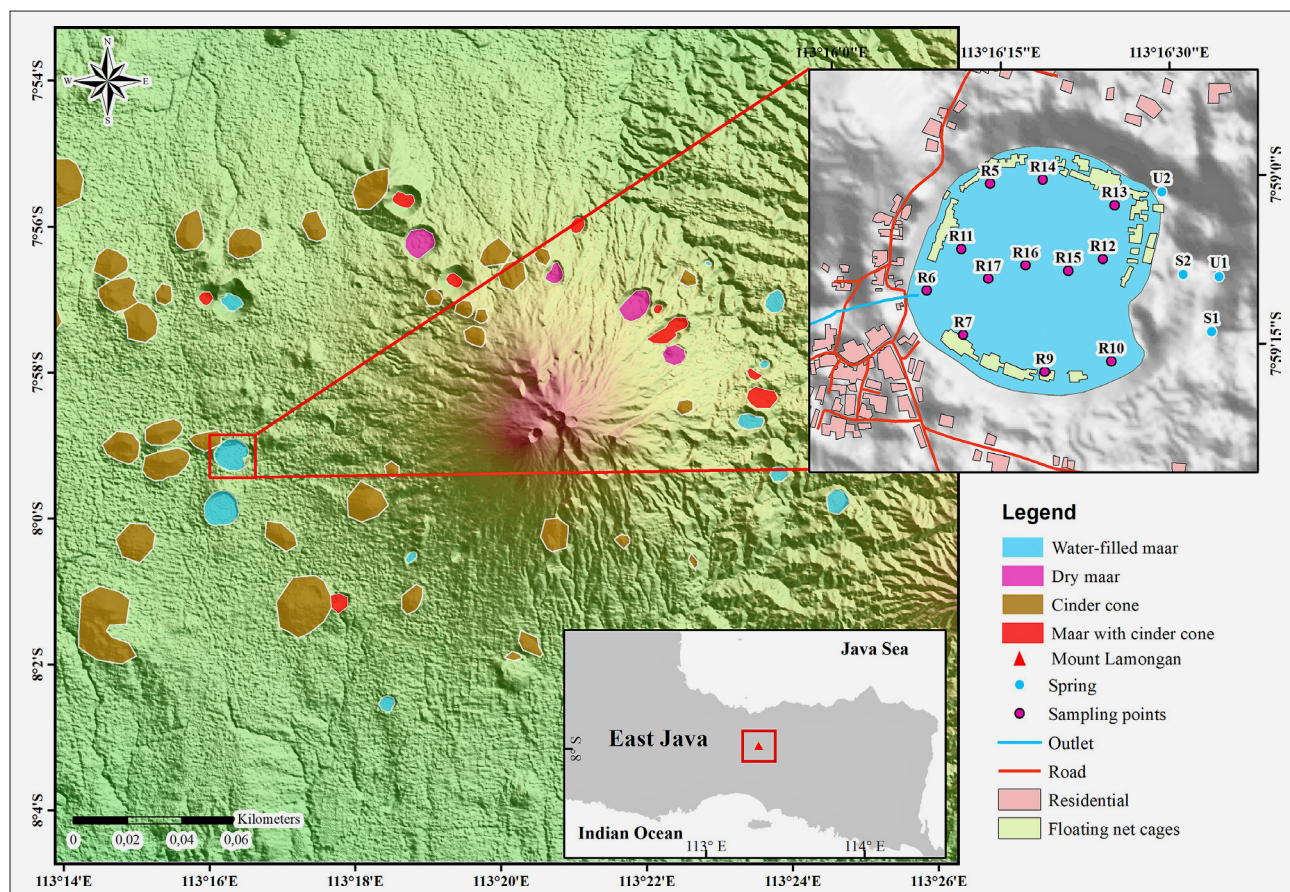 N
W E
S
7°54'S
7°56'S
7°58'S
8°0'S
8°2'S
8°4'S
113°14'E 113°16'E 113°18'E 113°20'E 113°22'E 113°24'E 113°26'E
Kilometers
0 0,02 0,04 0,06
113°16'0"E 113°16'15"E 113°16'30"E
7°59'0"S
7°59'15"S
R5 R14 U2
R13
R11 R12
R16 R15 S2 U1
R17
R6
R7 S1
R9 R10
Java Sea
East Java
8°S
Indian Ocean
113°E 114°E
Legend
Water-filled maar
Dry maar
Cinder cone
Maar with cinder cone
Mount Lamongan
Spring
Sampling points
Outlet
Road
Residential
Floating net cages